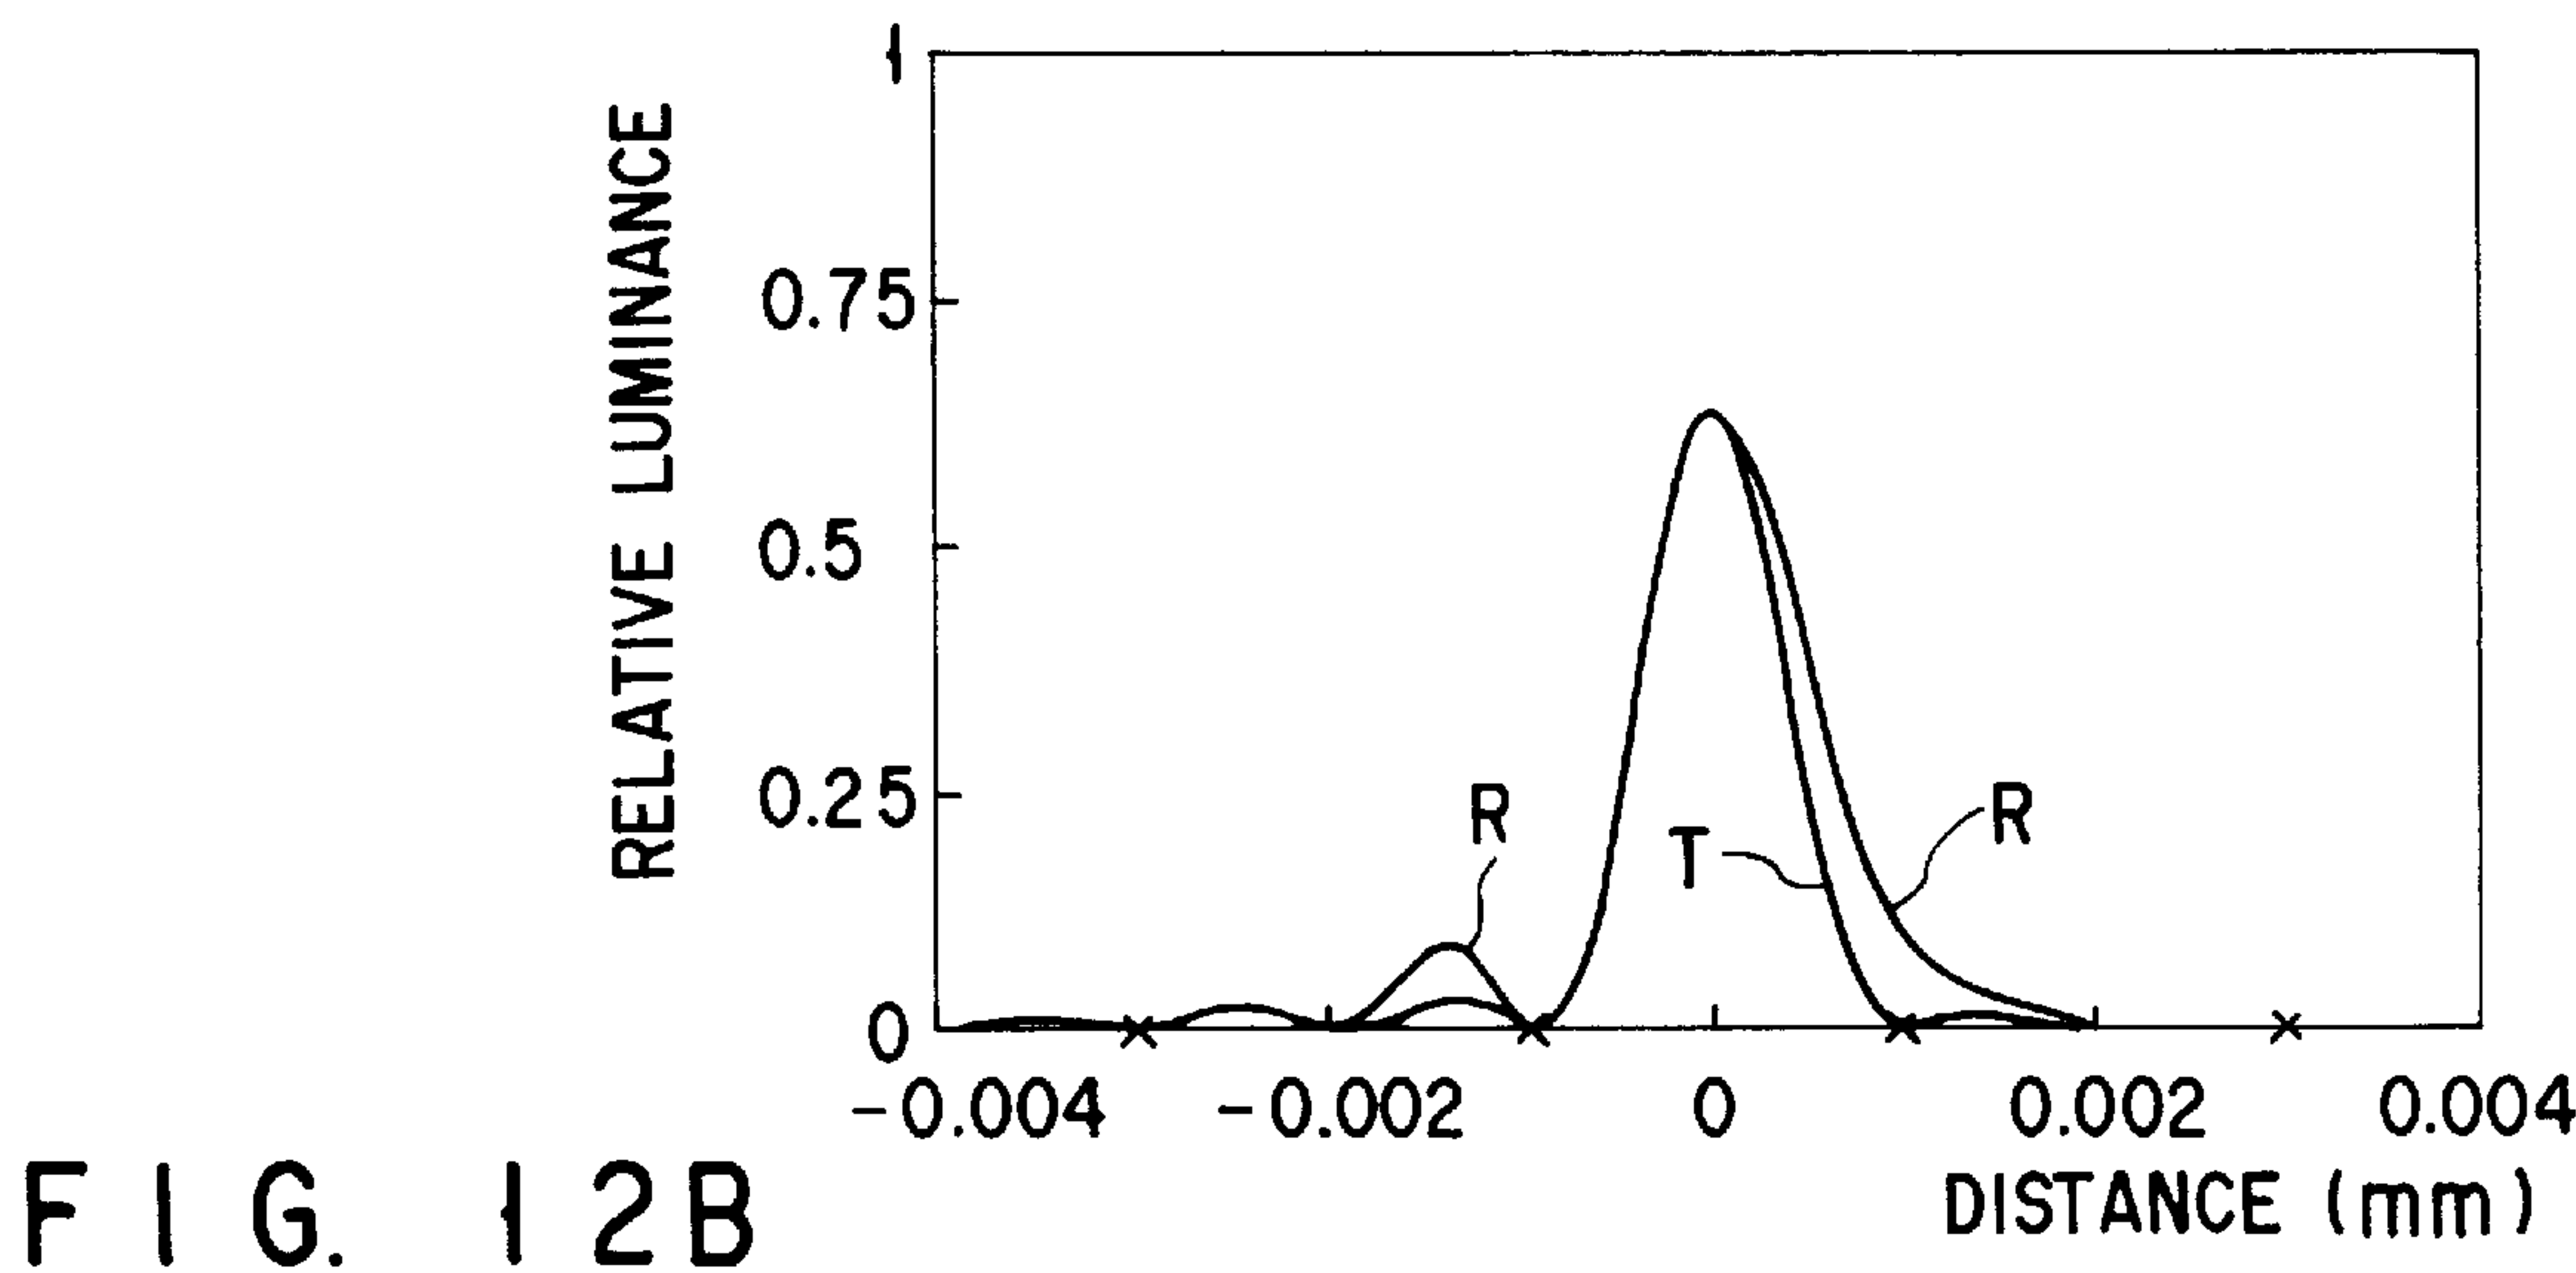 1
RELATIVE LUMINANCE
0.75
0.5
0.25
R
T
R
0
-0.004 -0.002 0 0.002 0.004
DISTANCE (mm)
FIG. 12B